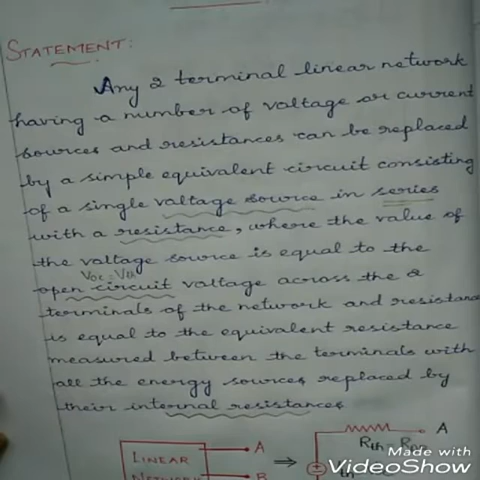 STATEMENT:
Any 2 terminal linear network
having a number of voltage or current
sources and resistances can be replaced
by a simple equivalent circuit consisting
of a single voltage source in series
with a resistance, where the value of
the voltage source is equal to the
Voc = Vth
open circuit voltage across the 2
terminals of the network and resistance
is equal to the equivalent resistance
measured between the terminals with
all the energy sources replaced by
their internal resistances
A
Rth =
LINEAR
A
⇒
B
Made with
VideoShow